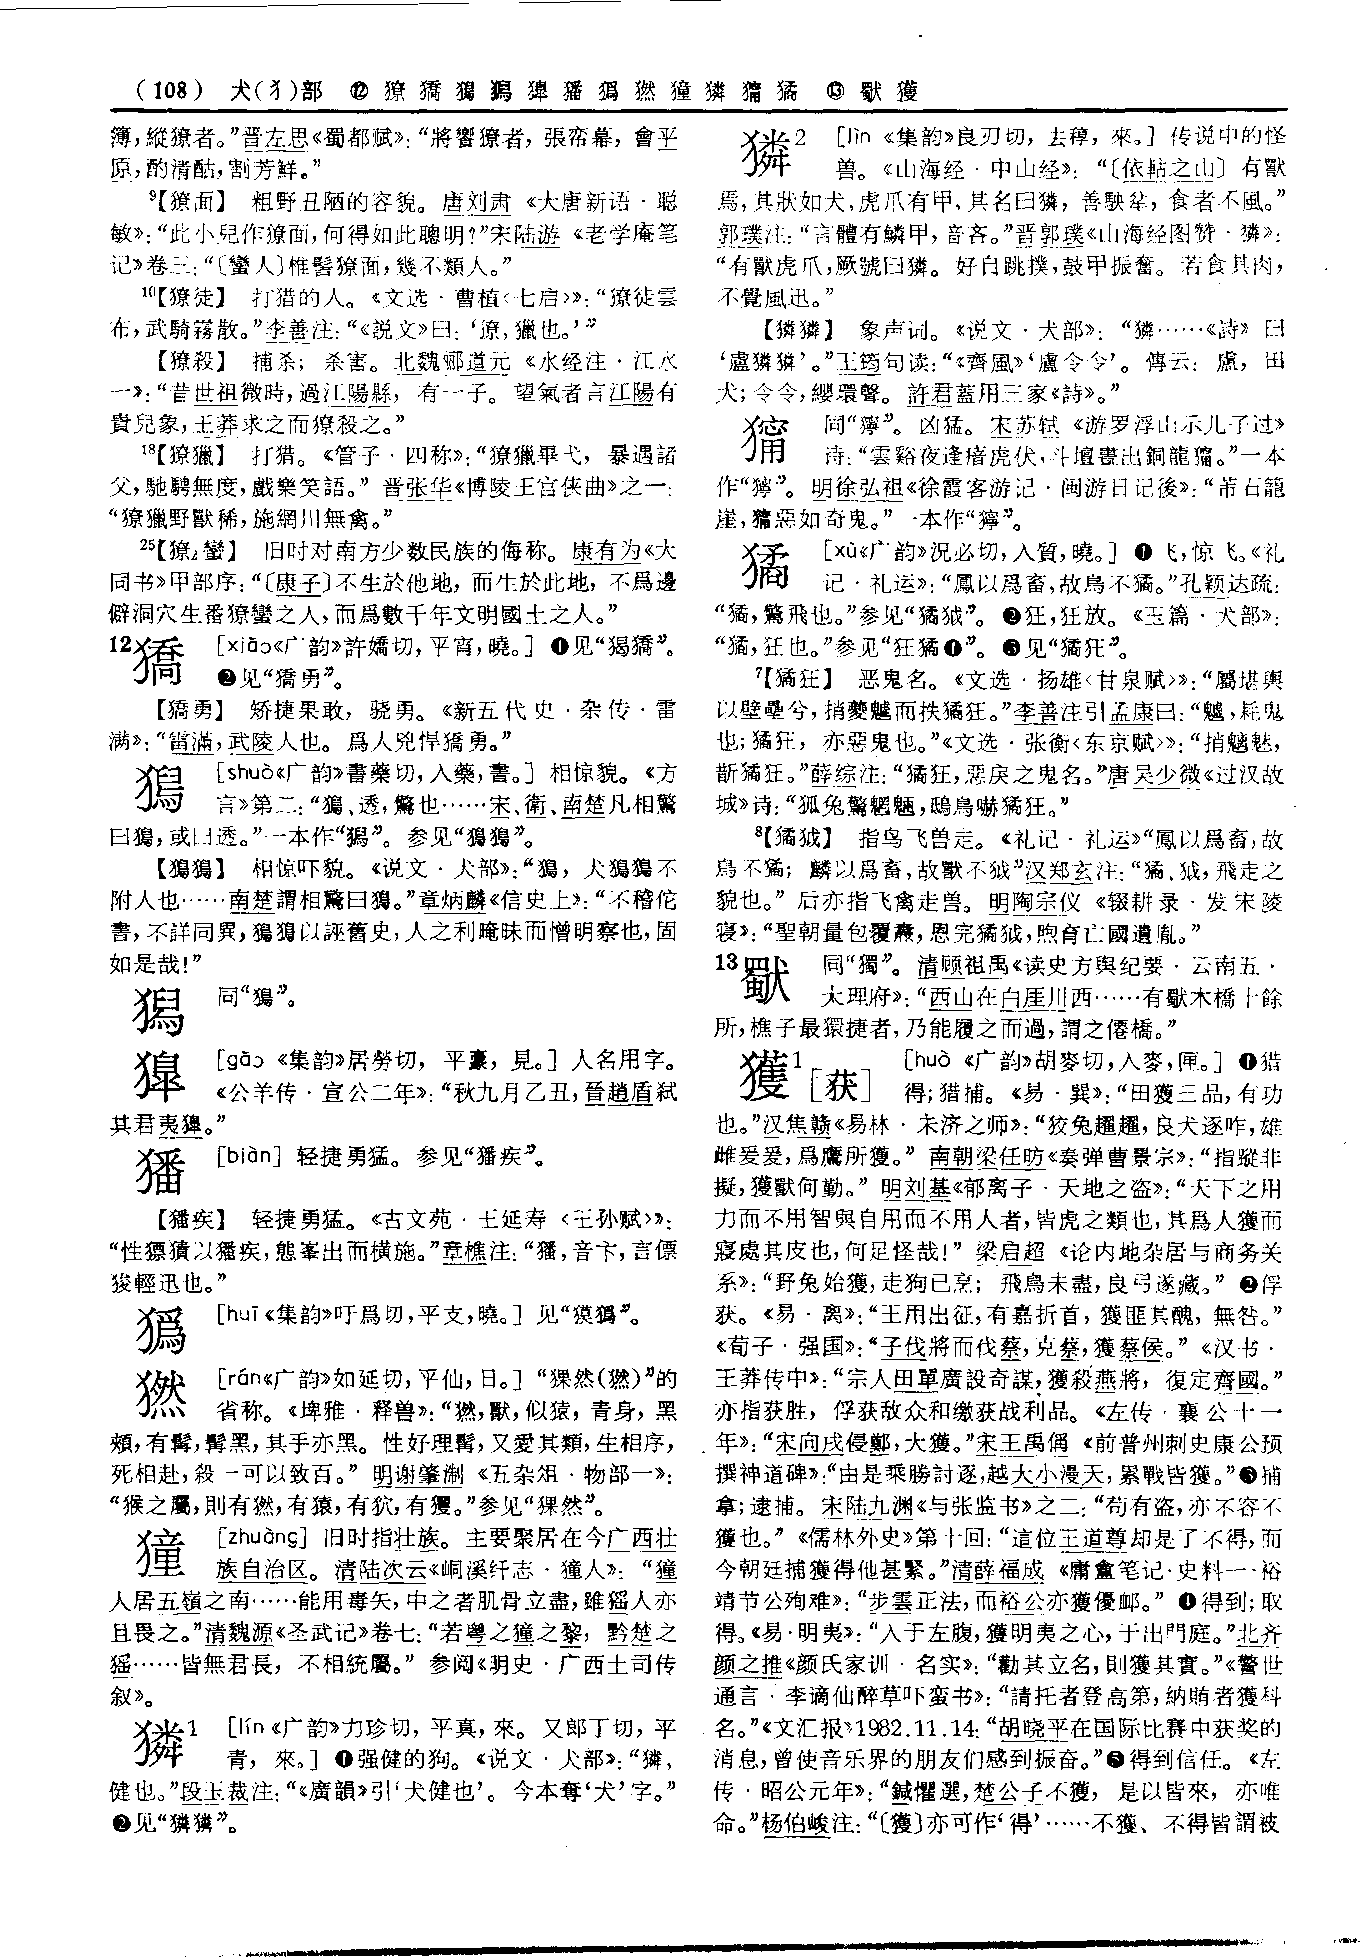 (108) 犬(犭)部 ⑫ 獠 獢 獡 㹱 獋 獦 㺔 㺄 獞 獜 㺕 獝 ⑬ 㺉 獲
簿，縱獠者。”晋左思《蜀都赋》：“將饗獠者，張帟幕，會平
原，酌清酤，割芳鮮。”
⁹【獠面】 粗野丑陋的容貌。唐刘肃《大唐新语·聪
敏》：“此小兒作獠面，何得如此聰明？”宋陆游《老学庵笔
记》卷三：“〔蠻人〕椎髻獠面，幾不類人。”
¹⁰【獠徒】 打猎的人。《文选·曹植〈七启〉》：“獠徒雲
布，武騎霧散。”李善注：“《說文》曰：‘獠，獵也。’”
【獠殺】 捕杀；杀害。北魏郦道元《水经注·江水
一》：“昔世祖微時，過江陽縣，有一子。望氣者言江陽有
貴兒象，王莽求之而獠殺之。”
¹⁸【獠獵】 打猎。《管子·四称》：“獠獵畢弋，暴遇諸
父，馳騁無度，戲樂笑語。”晋张华《博陵王宫侠曲》之一：
“獠獵野獸稀，施網川無禽。”
²⁵【獠蠻】 旧时对南方少数民族的侮称。康有为《大
同书》甲部序：“〔康子〕不生於他地，而生於此地，不爲邊
僻洞穴生番獠蠻之人，而爲數千年文明國土之人。”
12獢 [xiāo《广韵》許嬌切，平宵，曉。] ❶见“猲獢”。
❷见“獢勇”。
【獢勇】 矫捷果敢，骁勇。《新五代史·杂传·雷
满》：“雷滿，武陵人也。爲人兇悍獢勇。”
獡 [shuò《广韵》書藥切，入藥，書。] 相惊貌。《方
言》第二：“獡、透，驚也……宋、衛、南楚凡相驚
曰獡，或曰透。”一本作“㹱”。参见“獡獡”。
【獡獡】 相惊吓貌。《说文·犬部》：“獡，犬獡獡不
附人也……南楚謂相驚曰獡。”章炳麟《信史上》：“不稽佗
書，不詳同異，獡獡以誣舊史，人之利晻昧而憎明察也，固
如是哉！”
㹱 同“獡”。
獋 [gāo《集韵》居勞切，平豪，見。] 人名用字。
《公羊传·宣公二年》：“秋九月乙丑，晉趙盾弑
其君夷獋。”
𤢌 [biàn] 轻捷勇猛。参见“𤢌疾”。
【𤢌疾】 轻捷勇猛。《古文苑·王延寿〈王孙赋〉》：
“性獧獚以𤢌疾，態峯出而横施。”章樵注：“𤢌，音卞，言僄
狻輕迅也。”
㺔 [huī《集韵》吁爲切，平支，曉。] 见“獏㺔”。
㺄 [rán《广韵》如延切，平仙，日。] “猓然(㺄)”的
省称。《埤雅·释兽》：“㺄，獸，似猿，青身，黑
頰，有髯，髯黑，其手亦黑。性好理髯，又愛其類，生相序，
死相赴，殺一可以致百。”明谢肇淛《五杂俎·物部一》：
“猴之屬，則有㺄，有猿，有狖，有玃。”参见“猓然”。
獞 [zhuàng] 旧时指壮族。主要聚居在今广西壮
族自治区。清陆次云《峒溪纤志·獞人》：“獞
人居五嶺之南……能用毒矢，中之者肌骨立盡，雖猺人亦
且畏之。”清魏源《圣武记》卷七：“若粤之獞之黎，黔楚之
猺……皆無君長，不相統屬。”参阅《明史·广西土司传
叙》。
獜1 [lín《广韵》力珍切，平真，來。又郎丁切，平
青，來。] ❶强健的狗。《说文·犬部》：“獜，
健也。”段玉裁注：“《廣韻》引‘犬健也’。今本奪‘犬’字。”
❷见“獜獜”。
獜2 [lìn《集韵》良刃切，去稕，來。] 传说中的怪
兽。《山海经·中山经》：“〔依軲之山〕有獸
焉，其狀如犬，虎爪有甲，其名曰獜，善駚坌，食者不風。”
郭璞注：“言體有鱗甲，音吝。”晋郭璞《山海经图赞·獜》：
“有獸虎爪，厥號曰獜。好自跳撲，鼓甲振奮。若食其肉，
不覺風迅。”
【獜獜】 象声词。《说文·犬部》：“獜……《詩》曰
‘盧獜獜’。”王筠句读：“《齊風》‘盧令令’。傳云：盧，田
犬；令令，纓環聲。許君蓋用三家《詩》。”
㺕 同“獰”。凶猛。宋苏轼《游罗浮山示儿子过》
诗：“雲谿夜逢瘖虎伏，斗壇晝出銅龍㺕。”一本
作“獰”。明徐弘祖《徐霞客游记·闽游日记後》：“蒂石籠
崖，㺕惡如奇鬼。”一本作“獰”。
獝 [xù《广韵》況必切，入質，曉。] ❶飞，惊飞。《礼
记·礼运》：“鳳以爲畜，故鳥不獝。”孔颖达疏：
“獝，驚飛也。”参见“獝狘”。❷狂，狂放。《玉篇·犬部》：
“獝，狂也。”参见“狂獝❶”。❸见“獝狂”。
⁷【獝狂】 恶鬼名。《文选·扬雄〈甘泉赋〉》：“屬堪輿
以壁壘兮，捎夔魖而抶獝狂。”李善注引孟康曰：“魖，耗鬼
也；獝狂，亦惡鬼也。”《文选·张衡〈东京赋〉》：“捎魑魅，
斮獝狂。”薛综注：“獝狂，惡戾之鬼名。”唐吴少微《过汉故
城》诗：“狐兔驚魍魎，鴟鳥嚇獝狂。”
⁸【獝狘】 指鸟飞兽走。《礼记·礼运》“鳳以爲畜，故
鳥不獝；麟以爲畜，故獸不狘”汉郑玄注：“獝、狘，飛走之
貌也。”后亦指飞禽走兽。明陶宗仪《辍耕录·发宋陵
寝》：“聖朝量包覆燾，恩完獝狘，煦育亡國遺胤。”
13㺉 同“獨”。清顾祖禹《读史方舆纪要·云南五·
大理府》：“西山在白厓川西……有㺉木橋十餘
所，樵子最猨捷者，乃能履之而過，謂之僊橋。”
獲1[获] [huò《广韵》胡麥切，入麥，匣。] ❶猎
得；猎捕。《易·巽》：“田獲三品，有功
也。”汉焦赣《易林·未济之师》：“狡兔趯趯，良犬逐咋，雄
雌爰爰，爲鷹所獲。”南朝梁任昉《奏弹曹景宗》：“指蹤非
擬，獲獸何勤。”明刘基《郁离子·天地之盗》：“天下之用
力而不用智與自用而不用人者，皆虎之類也，其爲人獲而
寢處其皮也，何足怪哉！”梁启超《论内地杂居与商务关
系》：“野兔始獲，走狗已烹；飛鳥未盡，良弓遂藏。”❷俘
获。《易·离》：“王用出征，有嘉折首，獲匪其醜，無咎。”
《荀子·强国》：“子伐將而伐蔡，克蔡，獲蔡侯。”《汉书·
王莽传中》：“宗人田單廣設奇謀，獲殺燕將，復定齊國。”
亦指获胜，俘获敌众和缴获战利品。《左传·襄公十一
年》：“宋向戌侵鄭，大獲。”宋王禹偁《前普州刺史康公预
撰神道碑》：“由是乘勝討逐，越大小漫天，累戰皆獲。”❸捕
拿；逮捕。宋陆九渊《与张监书》之二：“苟有盗，亦不容不
獲也。”《儒林外史》第十回：“這位王道尊却是了不得，而
今朝廷捕獲得他甚緊。”清薛福成《庸盦笔记·史料一·裕
靖节公殉难》：“步雲正法，而裕公亦獲優卹。”❹得到；取
得。《易·明夷》：“入于左腹，獲明夷之心，于出門庭。”北齐
颜之推《颜氏家训·名实》：“勸其立名，則獲其實。”《警世
通言·李谪仙醉草吓蛮书》：“請托者登高第，納賄者獲科
名。”《文汇报》1982.11.14：“胡晓平在国际比赛中获奖的
消息，曾使音乐界的朋友们感到振奋。”❺得到信任。《左
传·昭公元年》：“鍼懼選，楚公子不獲，是以皆來，亦唯
命。”杨伯峻注：“〔獲〕亦可作‘得’……不獲、不得皆謂被